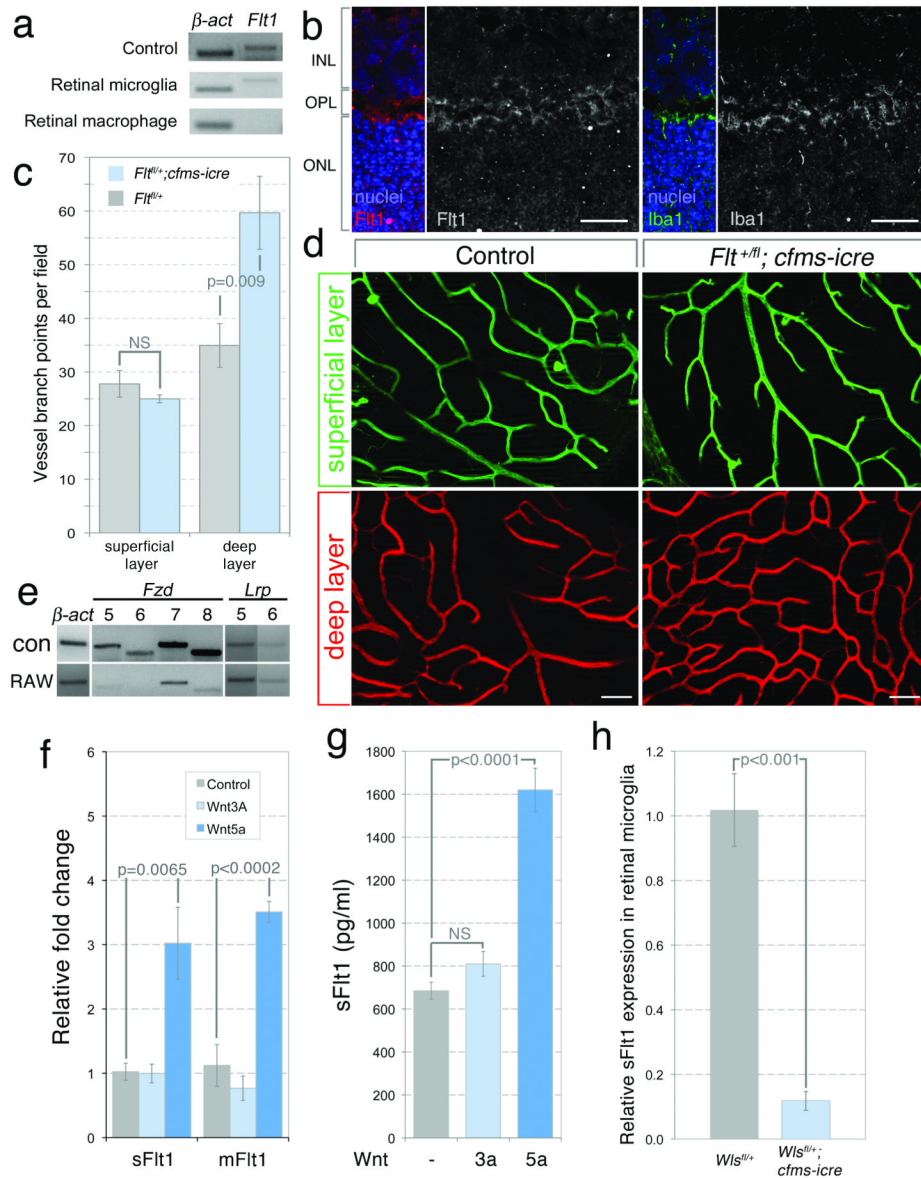 a
β-act Flt1
Control
Retinal microglia
Retinal macrophage
b
INL
OPL
ONL
nuclei
Flt1
Flt1
nuclei
Iba1
Iba1
c
Vessel branch points per field
70
60
50
40
30
20
10
0
Flt^fl/+;cfms-icre
Flt^fl/+
NS
p=0.009
superficial
layer
deep
layer
d
Control
Flt^+/fl; cfms-icre
superficial layer
deep layer
e
β-act
Fzd
Lrp
5 6 7 8 5 6
con
RAW
f
Relative fold change
6
5
4
3
2
1
0
Control
Wnt3A
Wnt5a
p=0.0065
p<0.0002
sFlt1 mFlt1
g
sFlt1 (pg/ml)
1800
1600
1400
1200
1000
800
600
400
200
0
p<0.0001
NS
Wnt - 3a 5a
h
Relative sFlt1 expression in retinal microglia
1.2
1.0
0.8
0.6
0.4
0.2
0.0
p<0.001
Wls^fl/+
Wls^fl/+;
cfms-icre